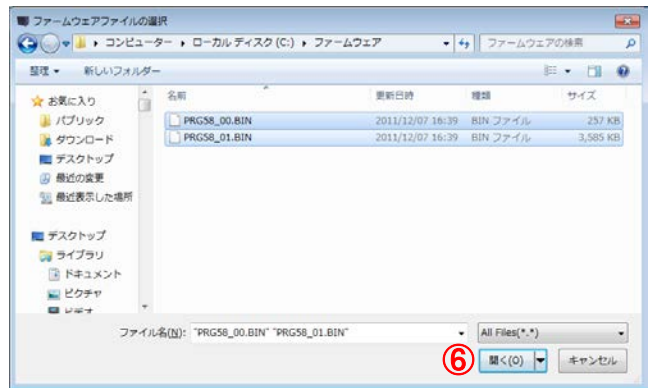 ファームウェアファイルの選択
コンピューター ▸ ローカル ディスク (C:) ▸ ファームウェア
ファームウェアの検索
整理 新しいフォルダー
名前 更新日時 種類 サイズ
お気に入り
パブリック
ダウンロード
デスクトップ
最近の変更
最近表示した場所
デスクトップ
ライブラリ
ドキュメント
ピクチャ
ビデオ
PRG58_00.BIN 2011/12/07 16:39 BIN ファイル 257 KB
PRG58_01.BIN 2011/12/07 16:39 BIN ファイル 3,585 KB
ファイル名(N): "PRG58_00.BIN" "PRG58_01.BIN"
All Files(*.*)
⑥
開く(O)
キャンセル